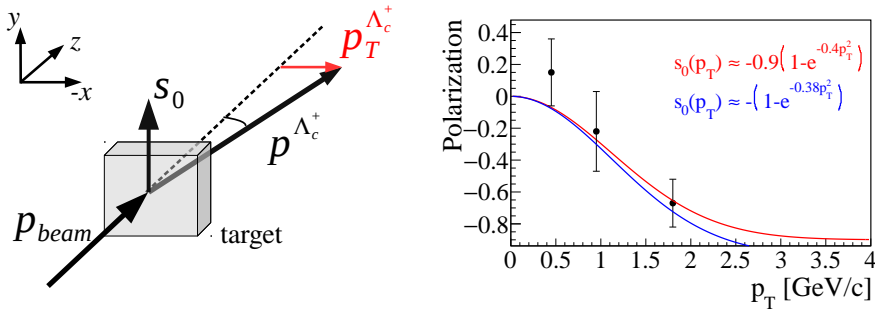 y
z
-x
s_0
p_T^{Λ_c^+}
p^{Λ_c^+}
p_{beam}
target
Polarization
0.4
0.2
0
−0.2
−0.4
−0.6
−0.8
s_0(p_T) ≈ -0.9(1-e^{-0.4p_T^2})
s_0(p_T) ≈ -(1-e^{-0.38p_T^2})
0 0.5 1 1.5 2 2.5 3 3.5 4
p_T [GeV/c]